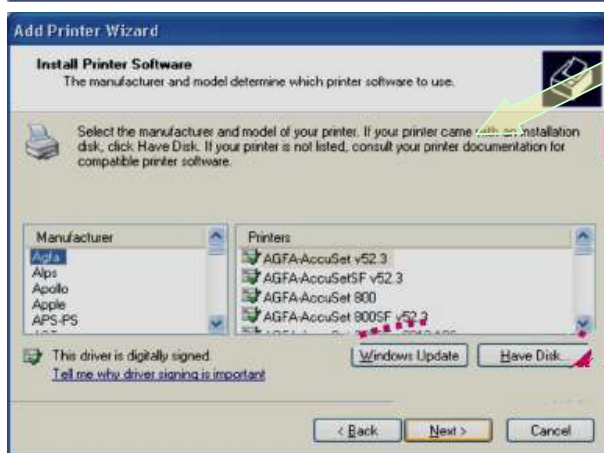 Add Printer Wizard
Install Printer Software
The manufacturer and model determine which printer software to use.
Select the manufacturer and model of your printer. If your printer came with an installation
disk, click Have Disk. If your printer is not listed, consult your printer documentation for
compatible printer software.
Manufacturer
Agfa
Alps
Apollo
Apple
APS-PS
Printers
AGFA-AccuSet v52.3
AGFA-AccuSetSF v52.3
AGFA-AccuSet 800
AGFA-AccuSet 800SF v52.3
This driver is digitally signed.
Tell me why driver signing is important
Windows Update
Have Disk...
< Back
Next >
Cancel